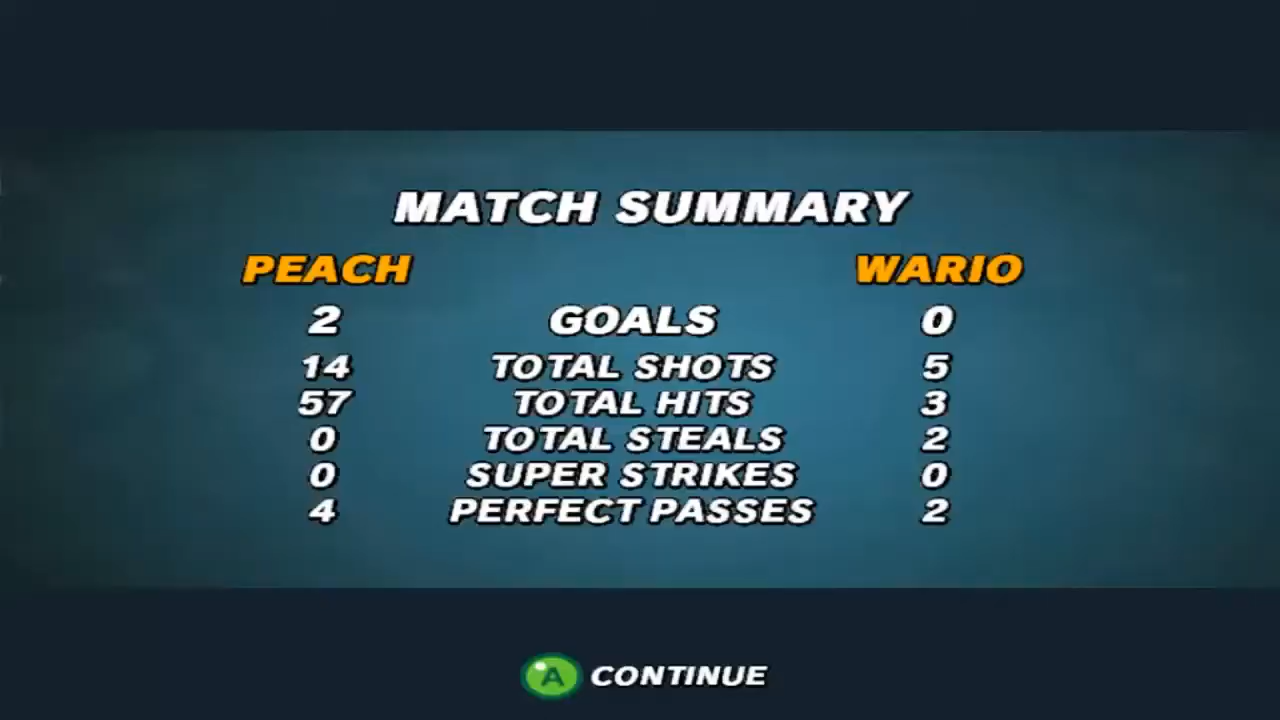 MATCH SUMMARY
PEACH WARIO
2 GOALS 0
14 TOTAL SHOTS 5
57 TOTAL HITS 3
0 TOTAL STEALS 2
0 SUPER STRIKES 0
4 PERFECT PASSES 2
A CONTINUE